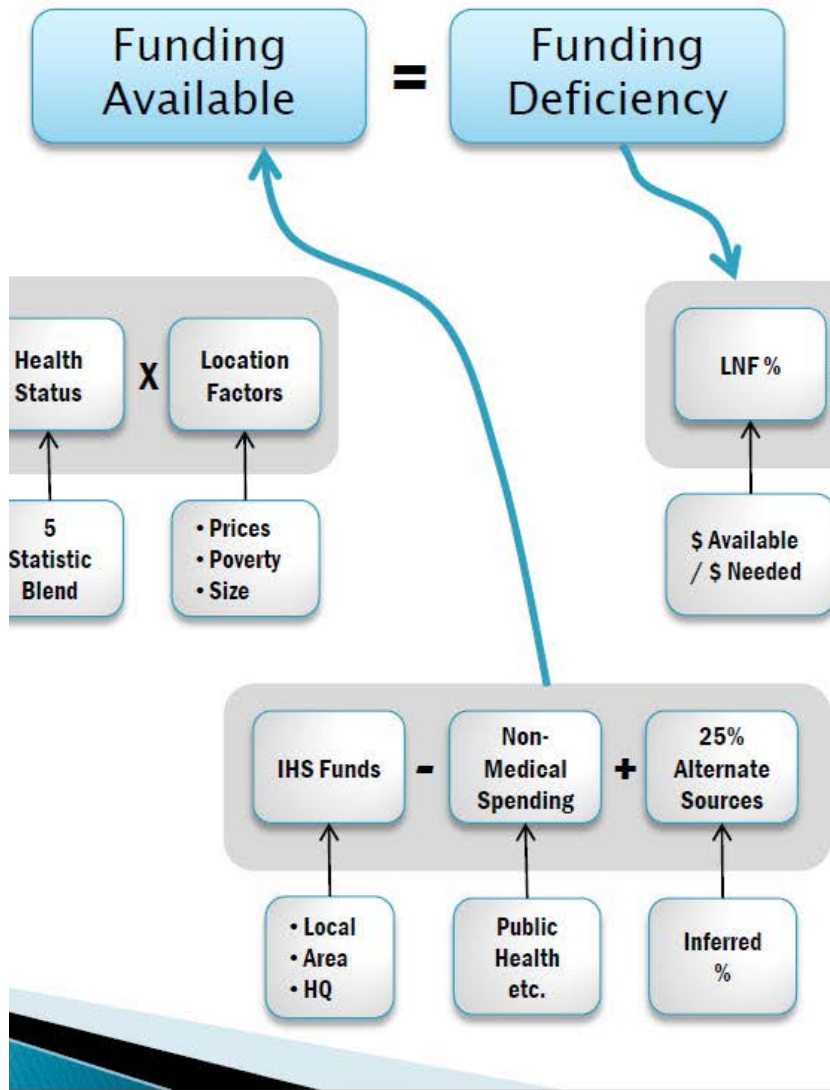 Funding
Available
=
Funding
Deficiency
Health
Status
X
Location
Factors
LNF %
5
Statistic
Blend
• Prices
• Poverty
• Size
$ Available
/ $ Needed
IHS Funds
-
Non-
Medical
Spending
+
25%
Alternate
Sources
• Local
• Area
• HQ
Public
Health
etc.
Inferred
%